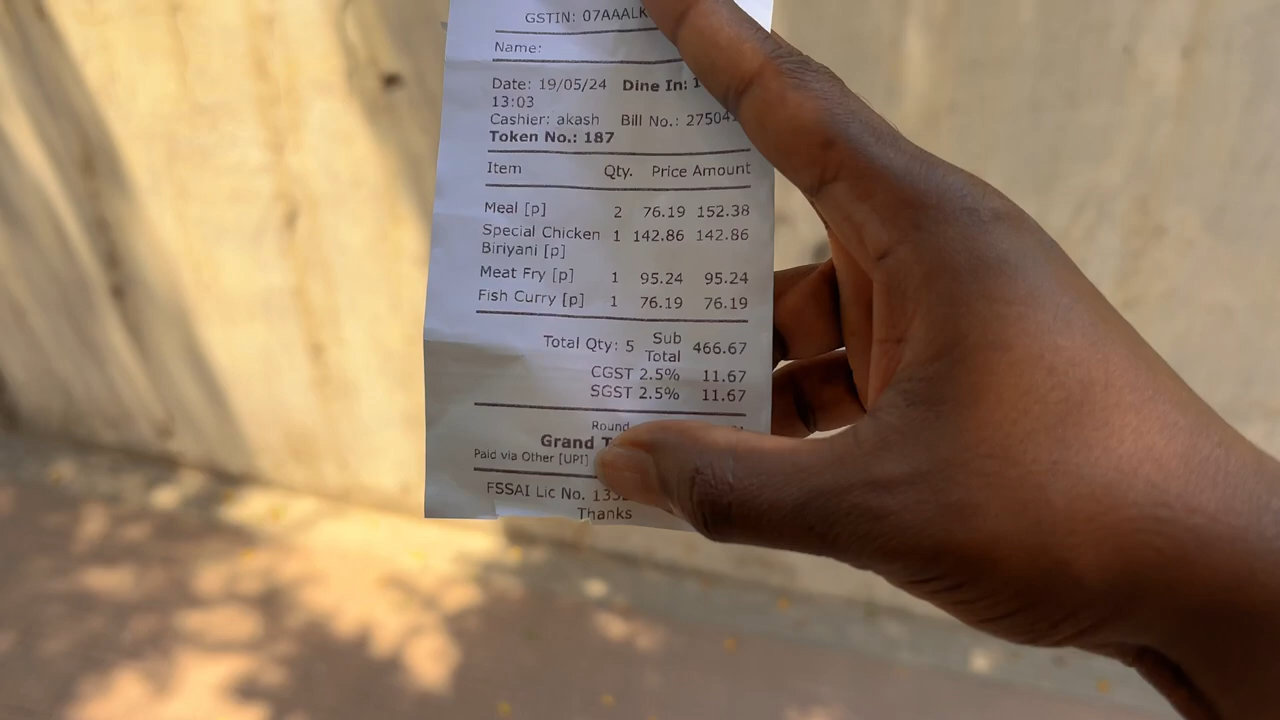 GSTIN: 07AAALK
Name:
Date: 19/05/24 Dine In:
13:03
Cashier: akash Bill No.: 27504
Token No.: 187
Item Qty. Price Amount
Meal [p] 2 76.19 152.38
Special Chicken 1 142.86 142.86
Biriyani [p]
Meat Fry [p] 1 95.24 95.24
Fish Curry [p] 1 76.19 76.19
Total Qty: 5 Sub Total 466.67
CGST 2.5% 11.67
SGST 2.5% 11.67
Round
Grand
Paid via Other [UPI]
FSSAI Lic No.
Thanks